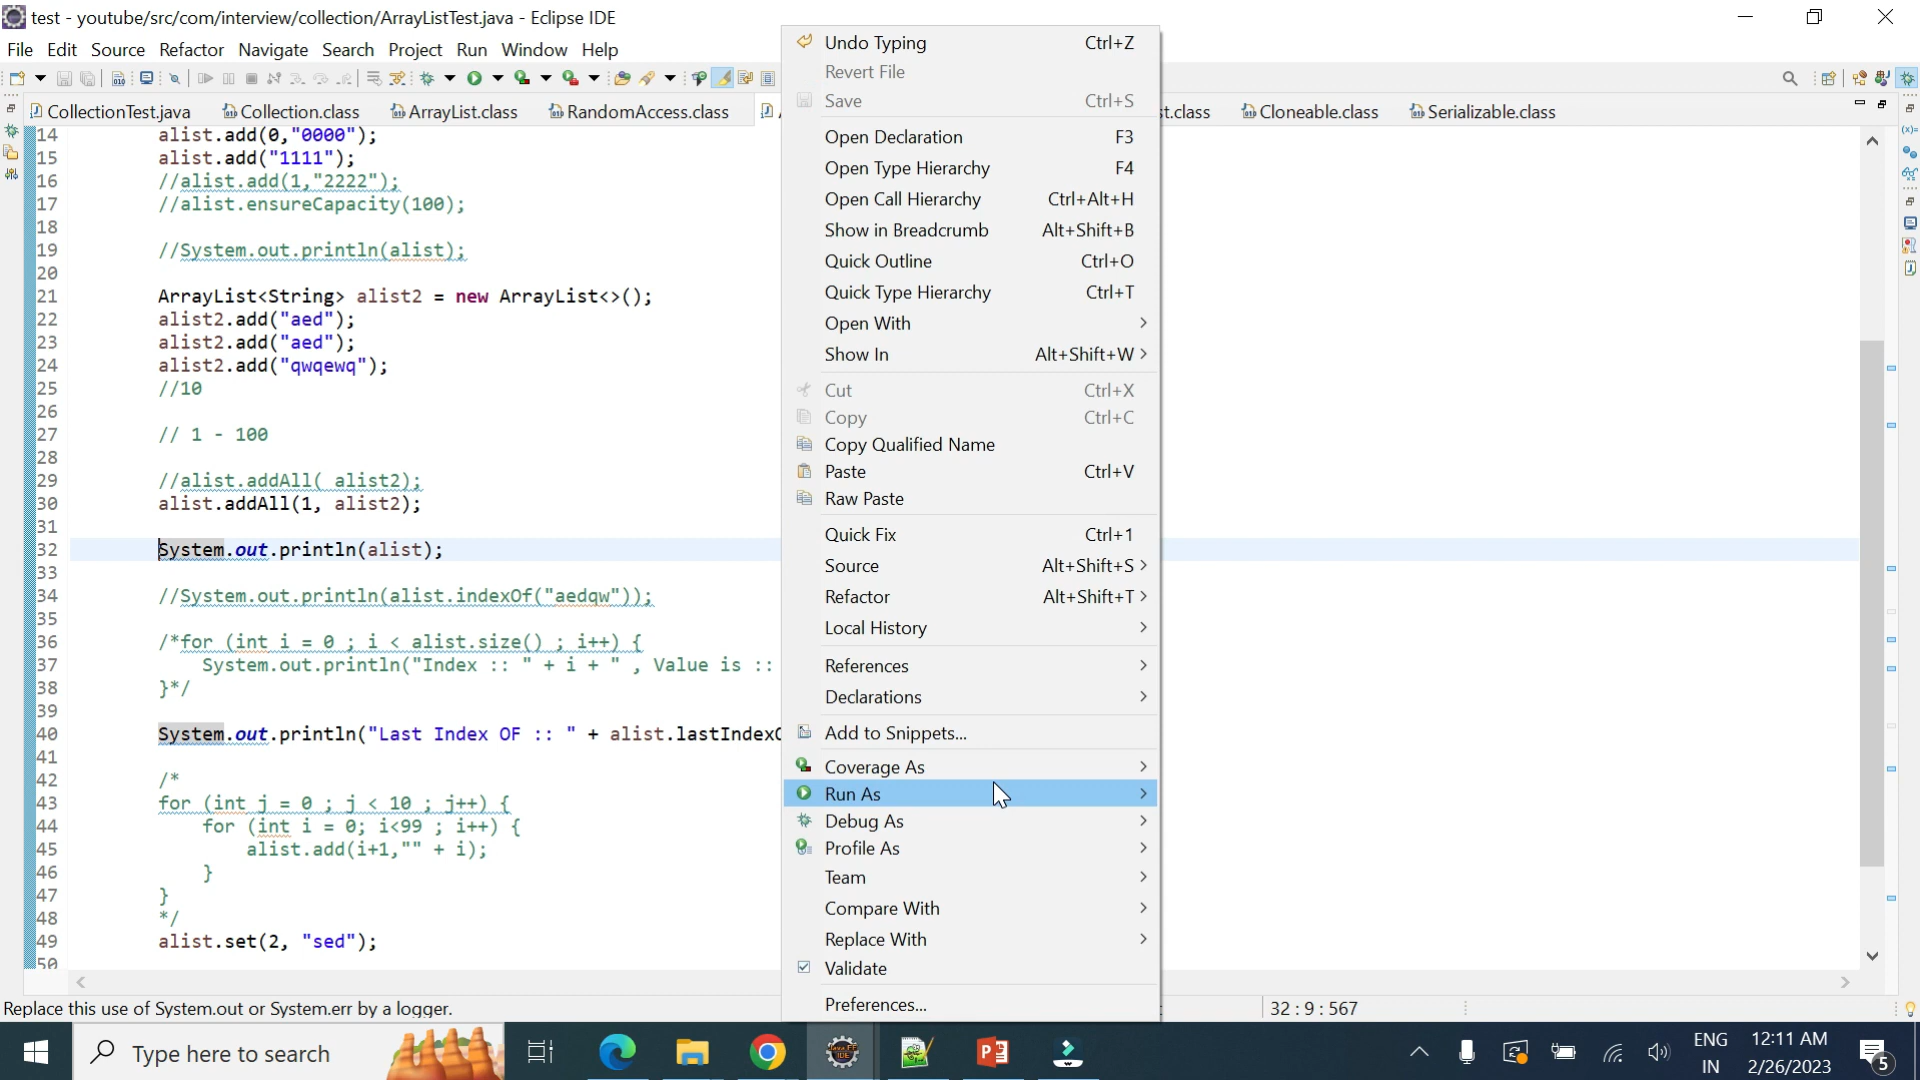 test - youtube/src/com/interview/collection/ArrayListTest.java - Eclipse IDE
File Edit Source Refactor Navigate Search Project Run Window Help
CollectionTest.java Collection.class ArrayList.class RandomAccess.class st.class Cloneable.class Serializable.class
14 alist.add(0,"0000");
15 alist.add("1111");
16 //alist.add(1,"2222");
17 //alist.ensureCapacity(100);
18
19 //System.out.println(alist);
20
21 ArrayList<String> alist2 = new ArrayList<>();
22 alist2.add("aed");
23 alist2.add("aed");
24 alist2.add("qwqewq");
25 //10
26
27 // 1 - 100
28
29 //alist.addAll( alist2);
30 alist.addAll(1, alist2);
31
32 System.out.println(alist);
33
34 //System.out.println(alist.indexOf("aedqw"));
35
36 /*for (int i = 0 ; i < alist.size() ; i++) {
37 System.out.println("Index :: " + i + " , Value is ::
38 }*/
39
40 System.out.println("Last Index OF :: " + alist.lastIndexO
41
42 /*
43 for (int j = 0 ; j < 10 ; j++) {
44 for (int i = 0; i<99 ; i++) {
45 alist.add(i+1,"" + i);
46 }
47 }
48 */
49 alist.set(2, "sed");
50
Undo Typing Ctrl+Z
Revert File
Save Ctrl+S
Open Declaration F3
Open Type Hierarchy F4
Open Call Hierarchy Ctrl+Alt+H
Show in Breadcrumb Alt+Shift+B
Quick Outline Ctrl+O
Quick Type Hierarchy Ctrl+T
Open With
Show In Alt+Shift+W
Cut Ctrl+X
Copy Ctrl+C
Copy Qualified Name
Paste Ctrl+V
Raw Paste
Quick Fix Ctrl+1
Source Alt+Shift+S
Refactor Alt+Shift+T
Local History
References
Declarations
Add to Snippets...
Coverage As
Run As
Debug As
Profile As
Team
Compare With
Replace With
Validate
Preferences...
Replace this use of System.out or System.err by a logger. 32 : 9 : 567
Type here to search
ENG
IN
12:11 AM
2/26/2023
5